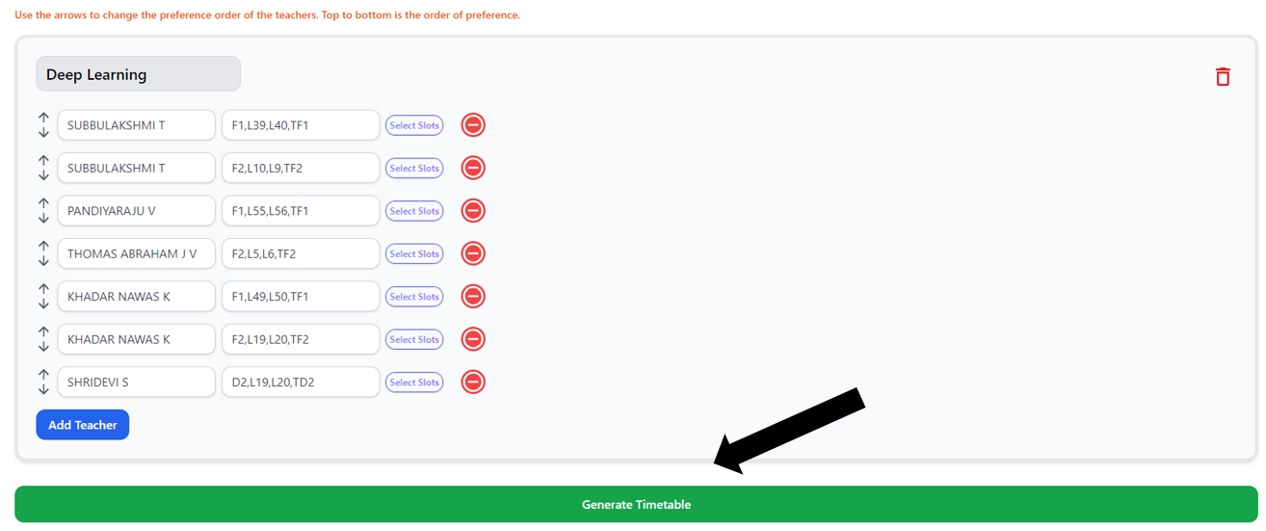 Use the arrows to change the preference order of the teachers. Top to bottom is the order of preference.
Deep Learning
SUBBULAKSHMI T F1,L39,L40,TF1 Select Slots
SUBBULAKSHMI T F2,L10,L9,TF2 Select Slots
PANDIYARAJU V F1,L55,L56,TF1 Select Slots
THOMAS ABRAHAM J V F2,L5,L6,TF2 Select Slots
KHADAR NAWAS K F1,L49,L50,TF1 Select Slots
KHADAR NAWAS K F2,L19,L20,TF2 Select Slots
SHRIDEVI S D2,L19,L20,TD2 Select Slots
Add Teacher
Generate Timetable